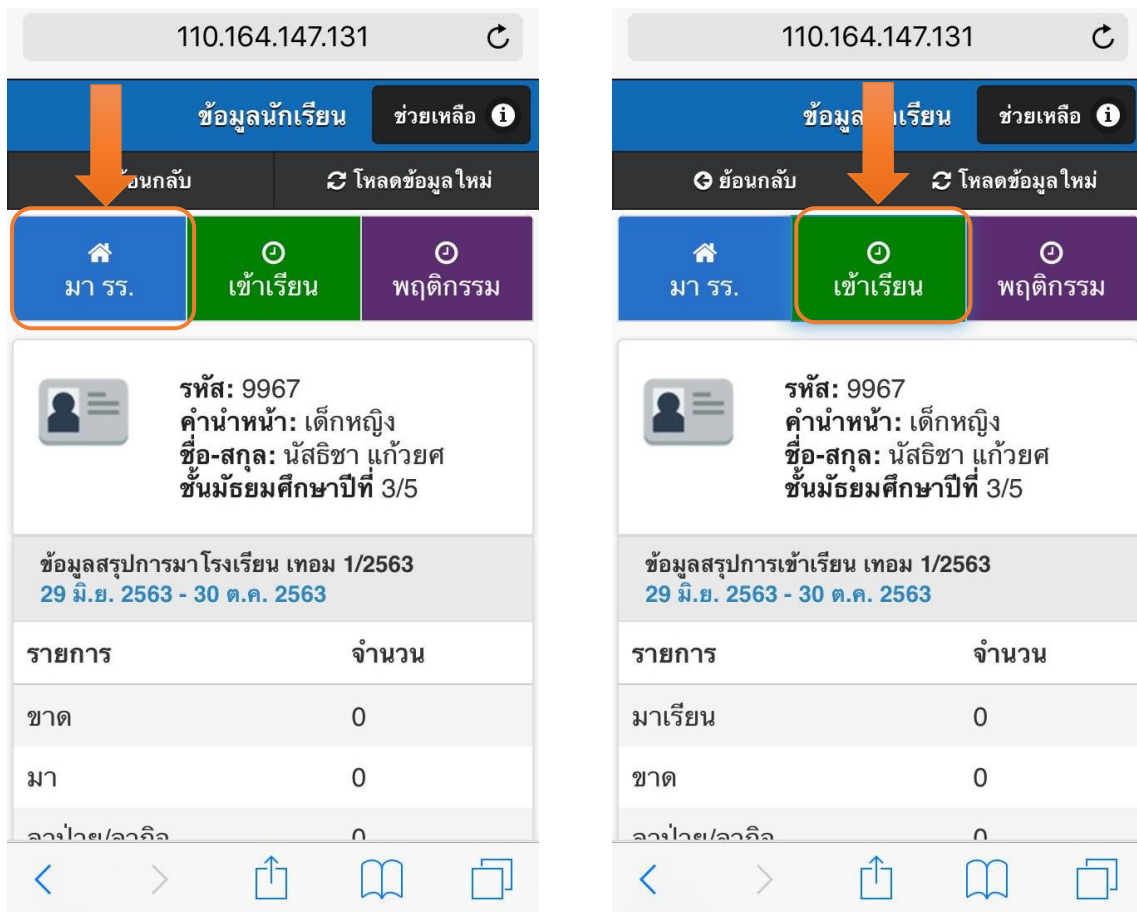 110.164.147.131
ข้อมูลนักเรียน ช่วยเหลือ
โหลดข้อมูลใหม่
มา รร. เข้าเรียน พฤติกรรม
รหัส: 9967
คำนำหน้า: เด็กหญิง
ชื่อ-สกุล: นัสธิชา แก้วยศ
ชั้นมัธยมศึกษาปีที่ 3/5
ข้อมูลสรุปการมาโรงเรียน เทอม 1/2563
29 มิ.ย. 2563 - 30 ต.ค. 2563
รายการ จำนวน
ขาด 0
มา 0
ลาป่วย/ลากิจ 0
110.164.147.131
ช่วยเหลือ
ย้อนกลับ โหลดข้อมูลใหม่
มา รร. เข้าเรียน พฤติกรรม
รหัส: 9967
คำนำหน้า: เด็กหญิง
ชื่อ-สกุล: นัสธิชา แก้วยศ
ชั้นมัธยมศึกษาปีที่ 3/5
ข้อมูลสรุปการเข้าเรียน เทอม 1/2563
29 มิ.ย. 2563 - 30 ต.ค. 2563
รายการ จำนวน
มาเรียน 0
ขาด 0
ลาป่วย/ลากิจ 0